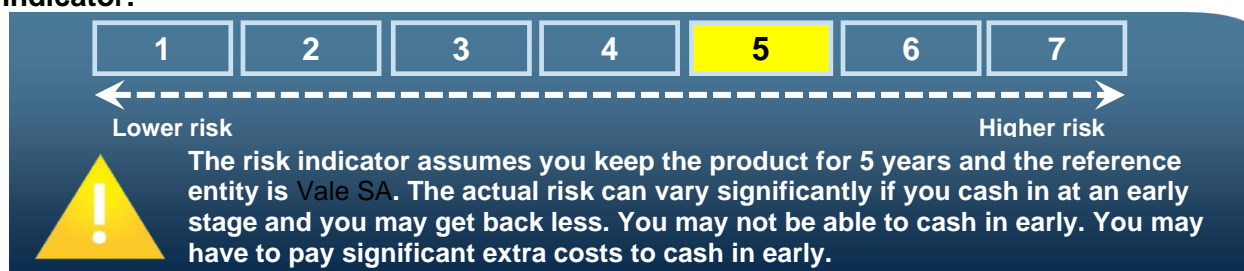 indicator:
1 2 3 4 5 6 7
Lower risk Higher risk
The risk indicator assumes you keep the product for 5 years and the reference
entity is Vale SA. The actual risk can vary significantly if you cash in at an early
stage and you may get back less. You may not be able to cash in early. You may
have to pay significant extra costs to cash in early.